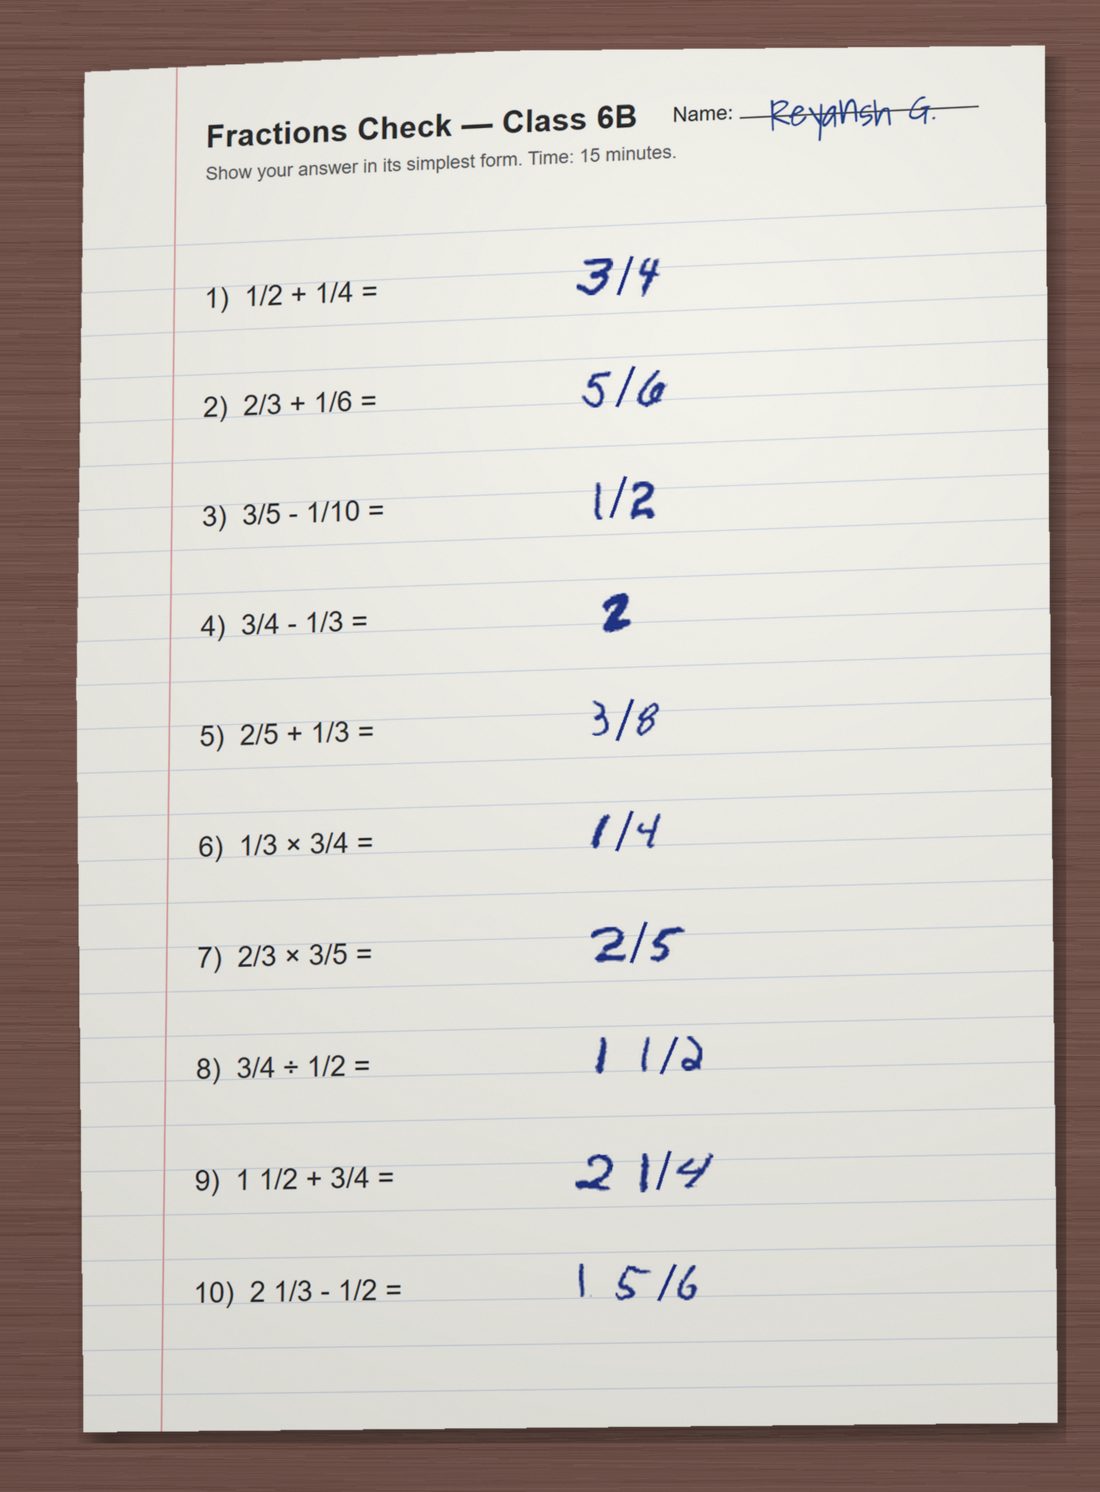 Fractions Check — Class 6B Name: Reyansh G.
Show your answer in its simplest form. Time: 15 minutes.
1) 1/2 + 1/4 = 3/4
2) 2/3 + 1/6 = 5/6
3) 3/5 - 1/10 = 1/2
4) 3/4 - 1/3 = 2
5) 2/5 + 1/3 = 3/8
6) 1/3 × 3/4 = 1/4
7) 2/3 × 3/5 = 2/5
8) 3/4 ÷ 1/2 = 1 1/2
9) 1 1/2 + 3/4 = 2 1/4
10) 2 1/3 - 1/2 = 1 5/6